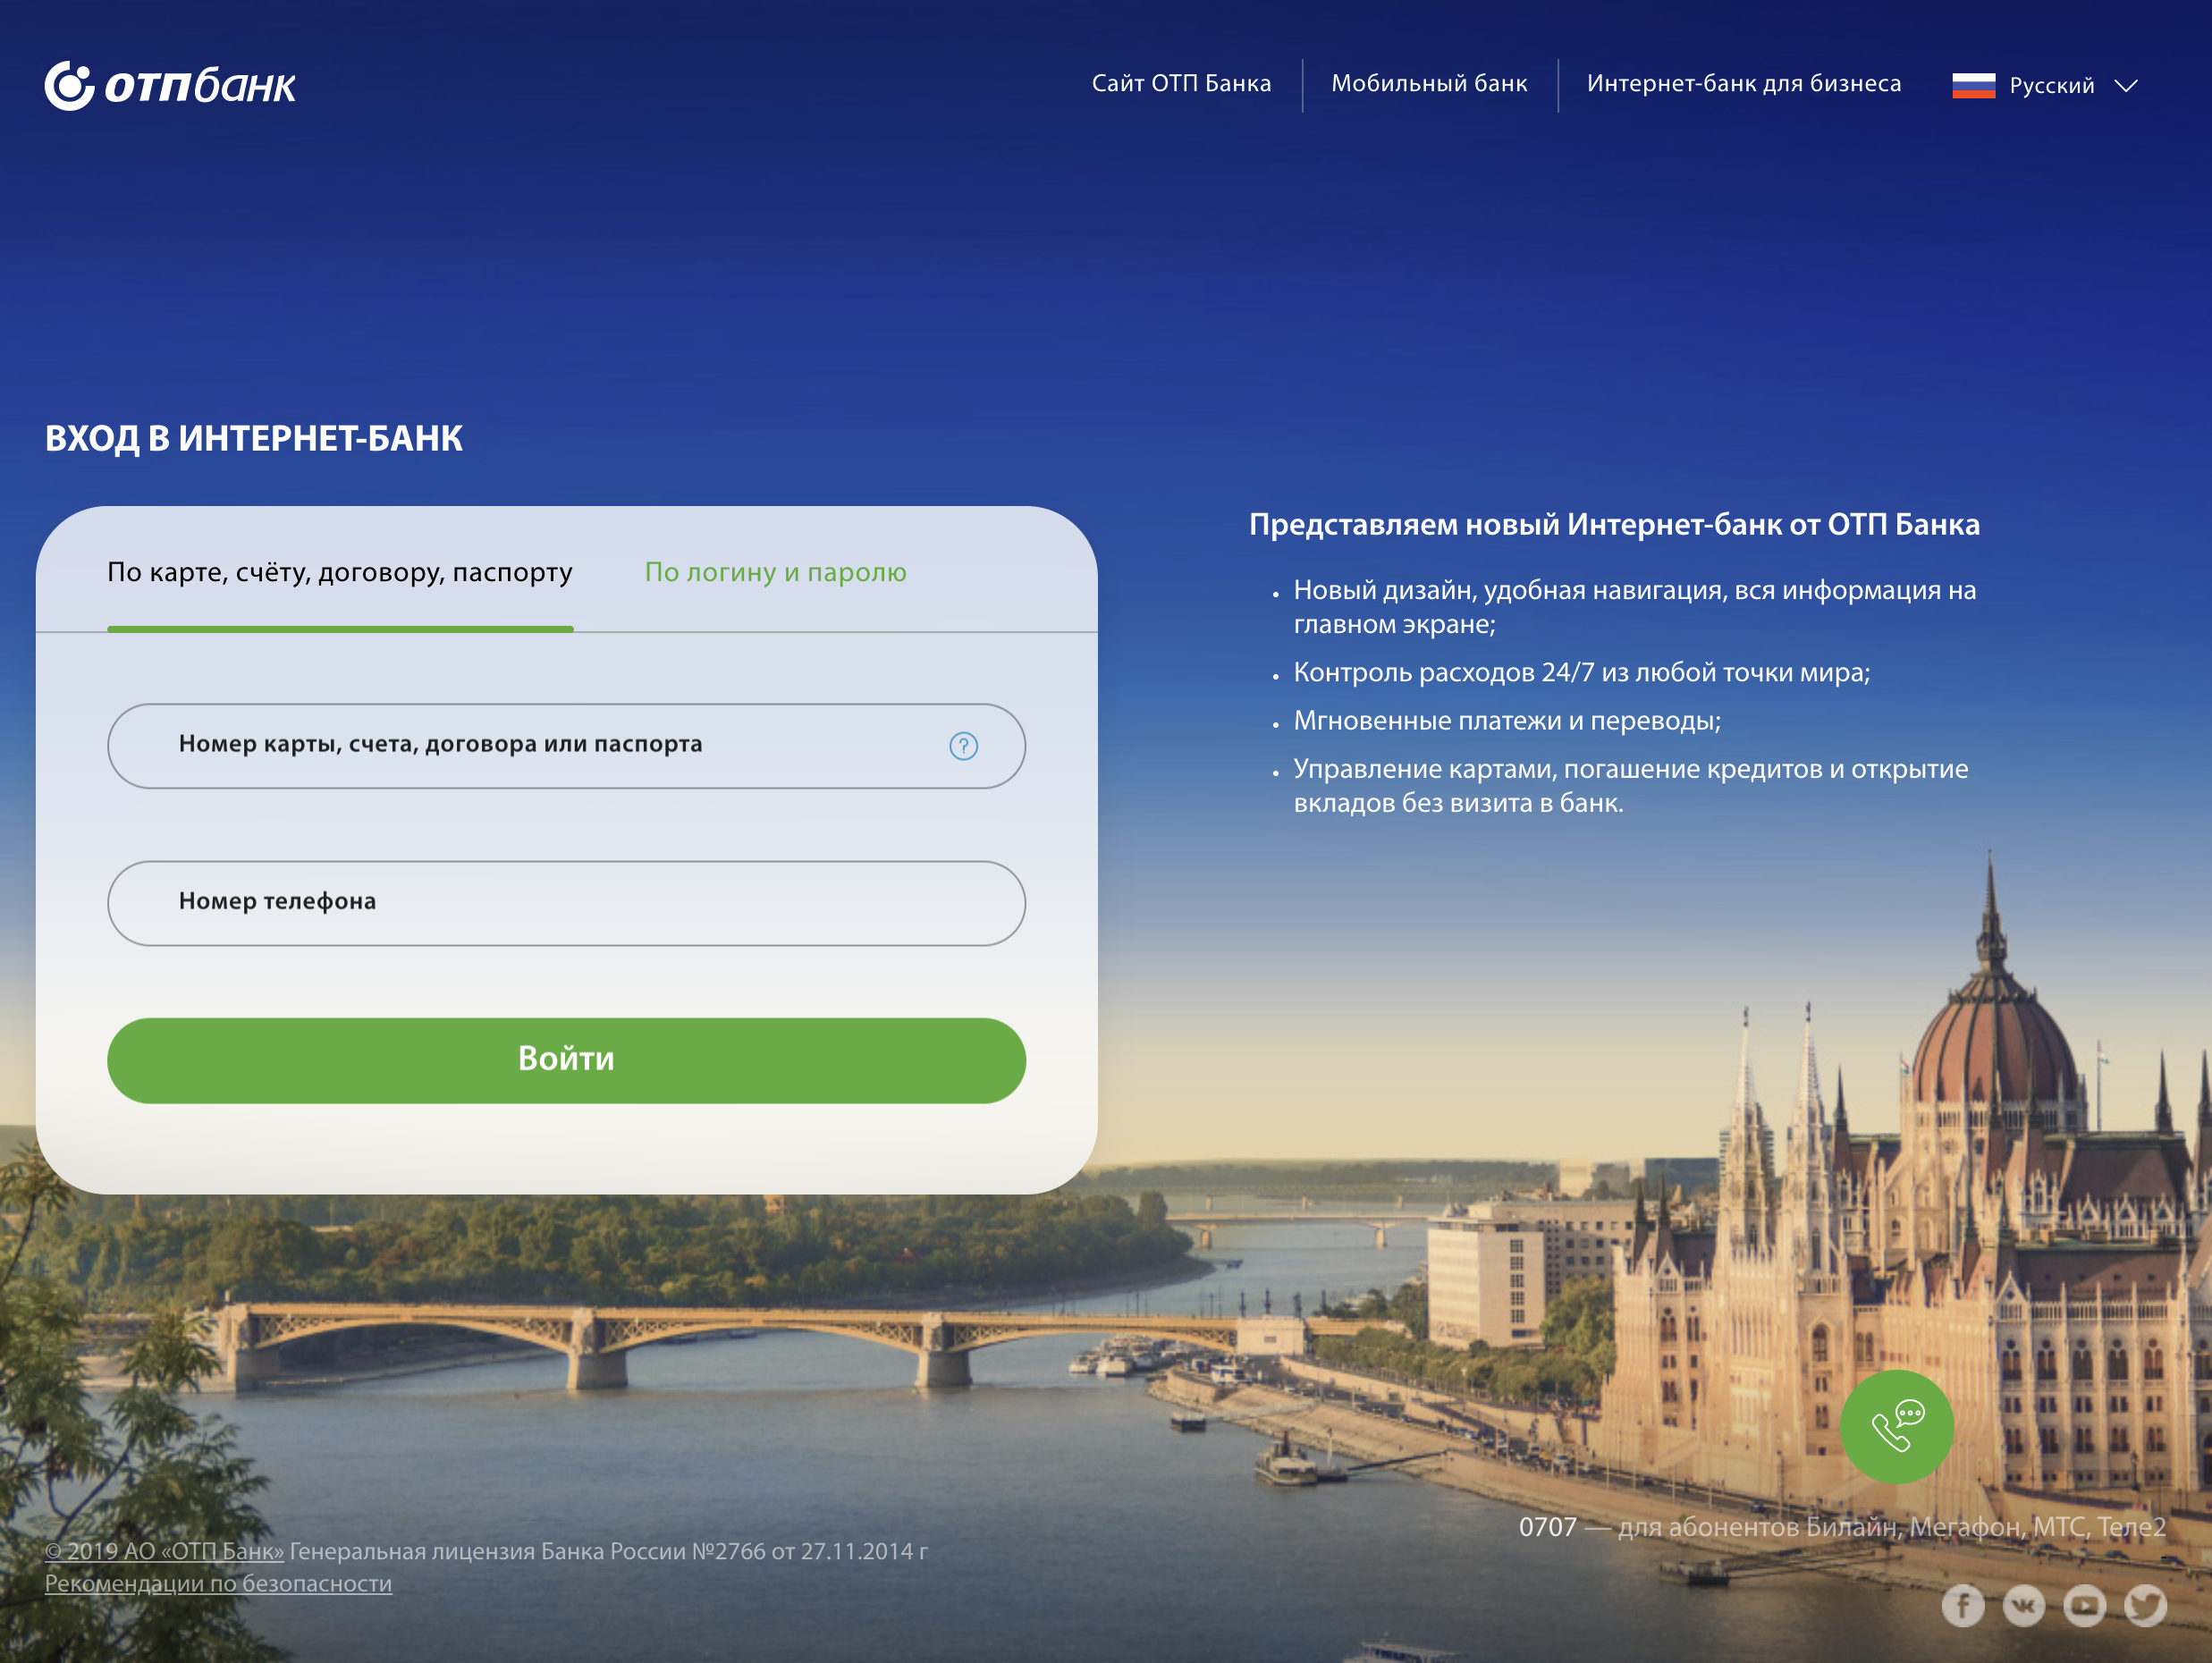 отпбанк
Сайт ОТП Банка
Мобильный банк
Интернет-банк для бизнеса
Русский
ВХОД В ИНТЕРНЕТ-БАНК
По карте, счёту, договору, паспорту
По логину и паролю
Номер карты, счета, договора или паспорта
?
Номер телефона
Войти
Представляем новый Интернет-банк от ОТП Банка
• Новый дизайн, удобная навигация, вся информация на
главном экране;
• Контроль расходов 24/7 из любой точки мира;
• Мгновенные платежи и переводы;
• Управление картами, погашение кредитов и открытие
вкладов без визита в банк.
0707 — для абонентов Билайн, Мегафон, МТС, Теле2
© 2019 АО «ОТП Банк» Генеральная лицензия Банка России №2766 от 27.11.2014 г
Рекомендации по безопасности